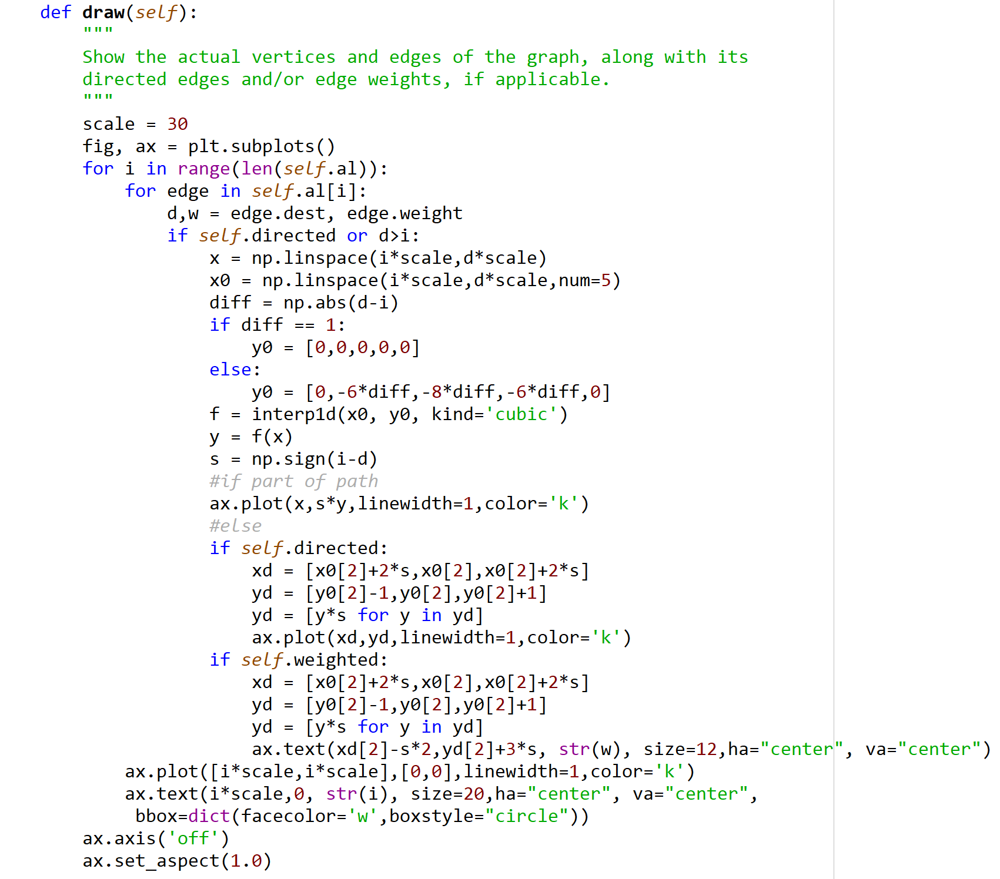 def draw(self):
    """
    Show the actual vertices and edges of the graph, along with its
    directed edges and/or edge weights, if applicable.
    """
    scale = 30
    fig, ax = plt.subplots()
    for i in range(len(self.al)):
        for edge in self.al[i]:
            d,w = edge.dest, edge.weight
            if self.directed or d>i:
                x = np.linspace(i*scale,d*scale)
                x0 = np.linspace(i*scale,d*scale,num=5)
                diff = np.abs(d-i)
                if diff == 1:
                    y0 = [0,0,0,0,0]
                else:
                    y0 = [0,-6*diff,-8*diff,-6*diff,0]
                f = interp1d(x0, y0, kind='cubic')
                y = f(x)
                s = np.sign(i-d)
                #if part of path
                ax.plot(x,s*y,linewidth=1,color='k')
                #else
                if self.directed:
                    xd = [x0[2]+2*s,x0[2],x0[2]+2*s]
                    yd = [y0[2]-1,y0[2],y0[2]+1]
                    yd = [y*s for y in yd]
                    ax.plot(xd,yd,linewidth=1,color='k')
                if self.weighted:
                    xd = [x0[2]+2*s,x0[2],x0[2]+2*s]
                    yd = [y0[2]-1,y0[2],y0[2]+1]
                    yd = [y*s for y in yd]
                    ax.text(xd[2]-s*2,yd[2]+3*s, str(w), size=12,ha="center", va="center")
        ax.plot([i*scale,i*scale],[0,0],linewidth=1,color='k')
        ax.text(i*scale,0, str(i), size=20,ha="center", va="center",
         bbox=dict(facecolor='w',boxstyle="circle"))
    ax.axis('off')
    ax.set_aspect(1.0)